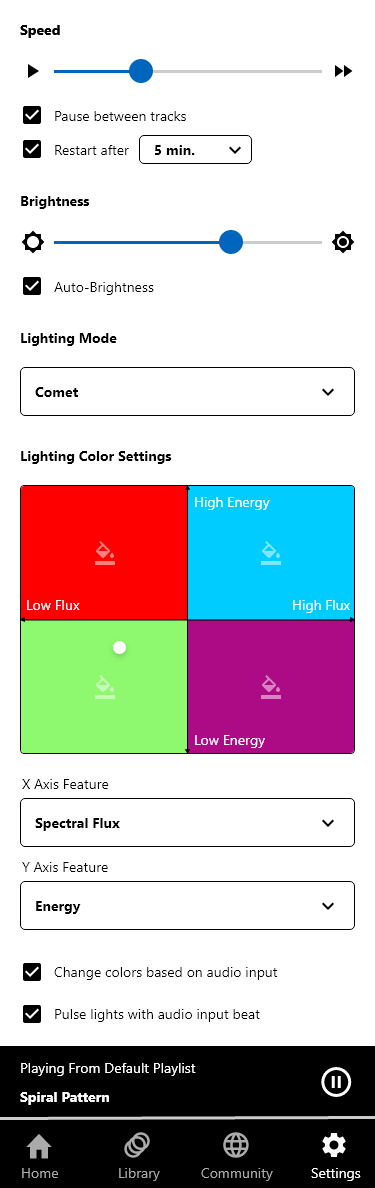 Speed
Pause between tracks
Restart after 5 min.
Brightness
Auto-Brightness
Lighting Mode
Comet
Lighting Color Settings
High Energy
Low Flux High Flux
Low Energy
X Axis Feature
Spectral Flux
Y Axis Feature
Energy
Change colors based on audio input
Pulse lights with audio input beat
Playing From Default Playlist
Spiral Pattern
Home Library Community Settings